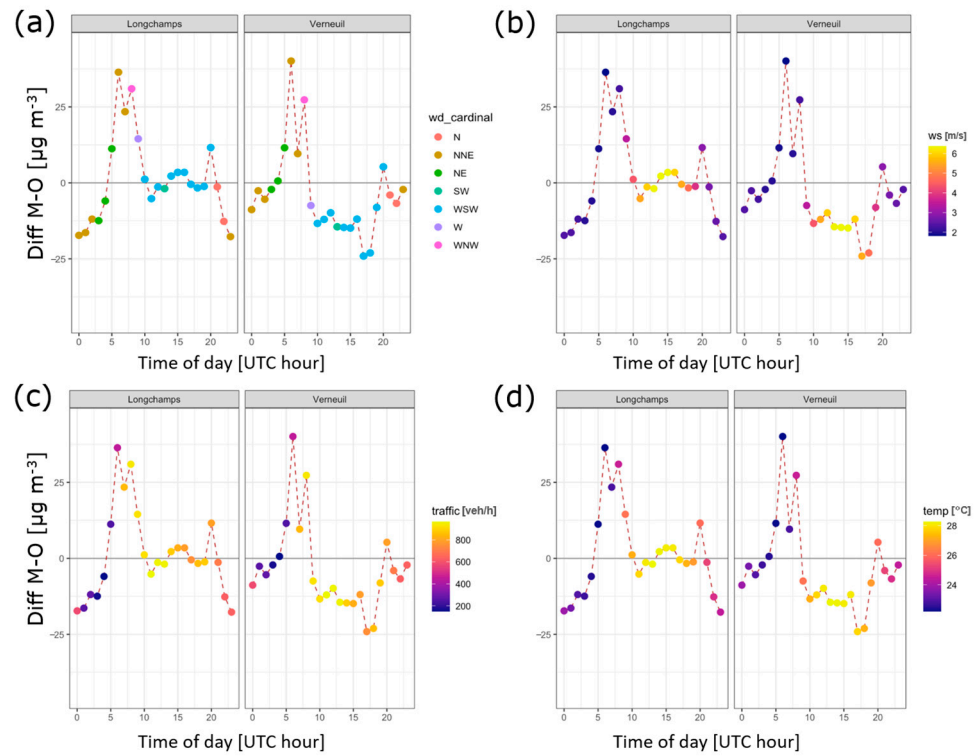 (a)
Longchamps Verneuil
25
0
-25
Diff M-O [µg m⁻³]
0 5 10 15 20 0 5 10 15 20
Time of day [UTC hour]
wd_cardinal
N
NNE
NE
SW
WSW
W
WNW
(b)
Longchamps Verneuil
25
0
-25
0 5 10 15 20 0 5 10 15 20
Time of day [UTC hour]
ws [m/s]
6
5
4
3
2
(c)
Longchamps Verneuil
25
0
-25
Diff M-O [µg m⁻³]
0 5 10 15 20 0 5 10 15 20
Time of day [UTC hour]
traffic [veh/h]
800
600
400
200
(d)
Longchamps Verneuil
25
0
-25
0 5 10 15 20 0 5 10 15 20
Time of day [UTC hour]
temp [°C]
28
26
24